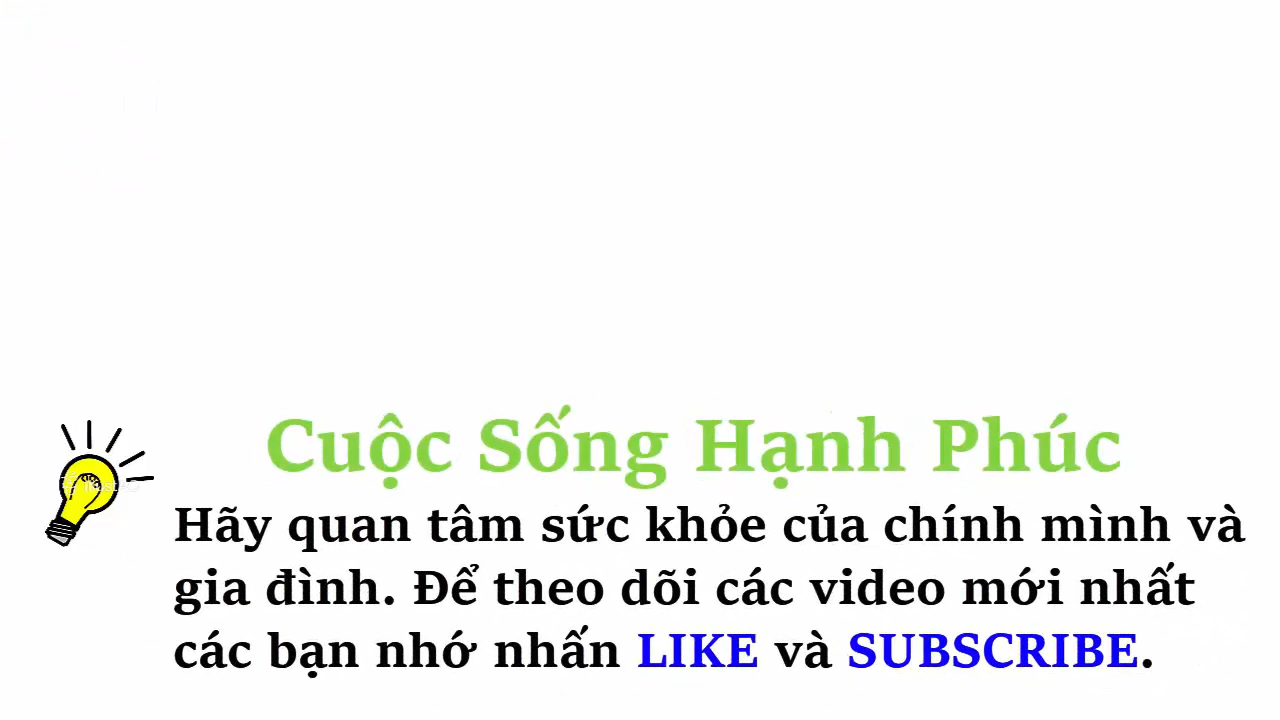 Cuộc Sống Hạnh Phúc
Hãy quan tâm sức khỏe của chính mình và
gia đình. Để theo dõi các video mới nhất
các bạn nhớ nhấn LIKE và SUBSCRIBE.